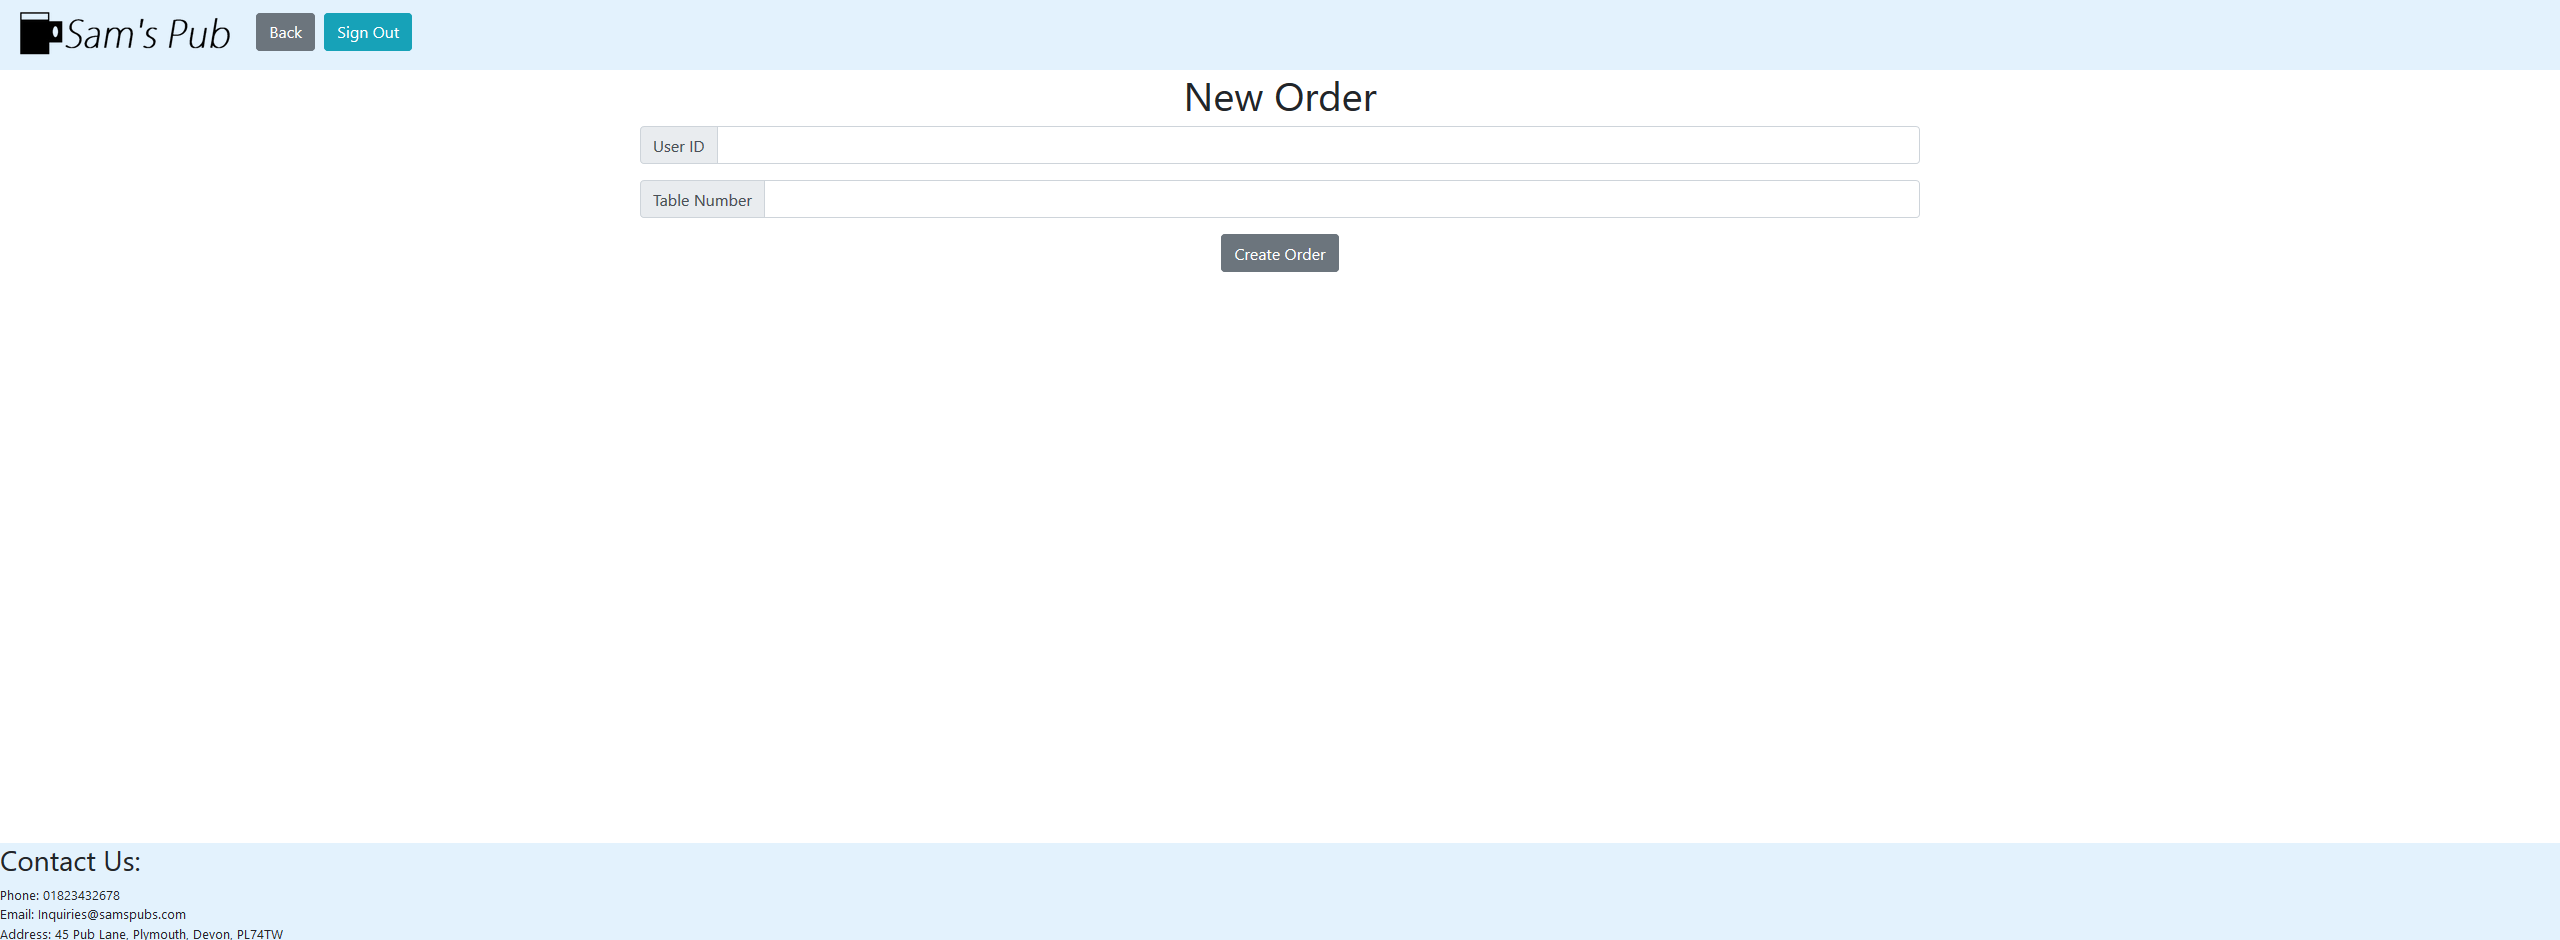 Sam's Pub Back Sign Out
New Order
User ID
Table Number
Create Order
Contact Us:
Phone: 01823432678
Email: Inquiries@samspubs.com
Address: 45 Pub Lane, Plymouth, Devon, PL74TW